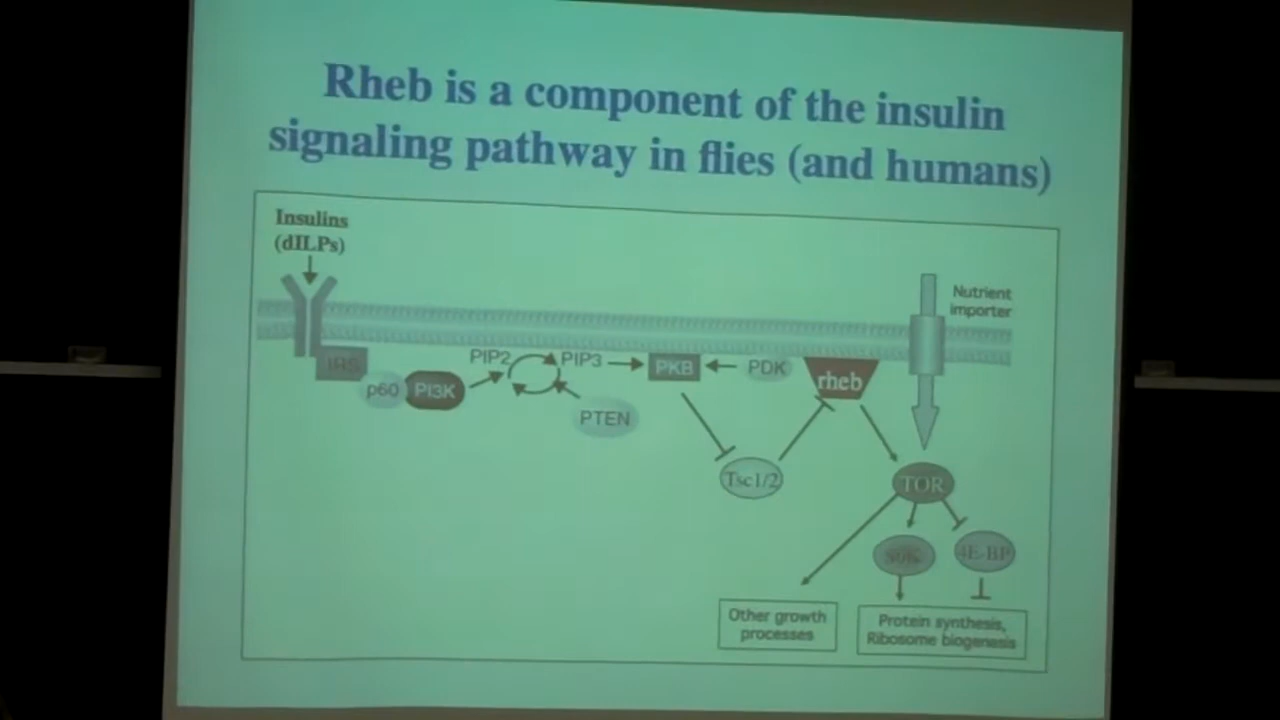 Rheb is a component of the insulin
signaling pathway in flies (and humans)
Insulins
(dILPs)
Nutrient
importer
IRS
p60
PI3K
PIP2
PIP3
PTEN
PKB
PDK
rheb
Tsc1/2
TOR
S6K
4E-BP
Other growth
processes
Protein synthesis,
Ribosome biogenesis